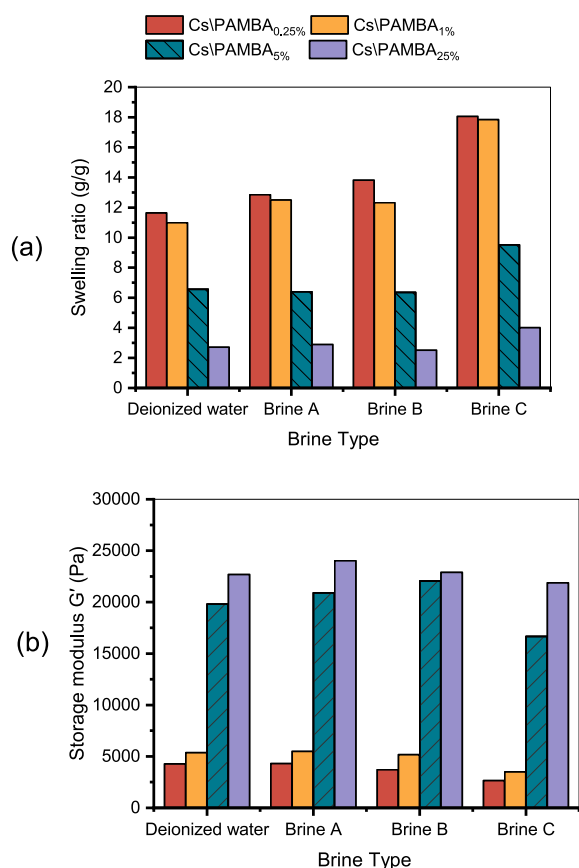 Cs\PAMBA0.25% Cs\PAMBA1%
Cs\PAMBA5% Cs\PAMBA25%
20
18
16
14
12
10
8
6
4
2
0
Swelling ratio (g/g)
(a)
Deionized water Brine A Brine B Brine C
Brine Type
30000
25000
20000
15000
10000
5000
0
Storage modulus G' (Pa)
(b)
Deionized water Brine A Brine B Brine C
Brine Type